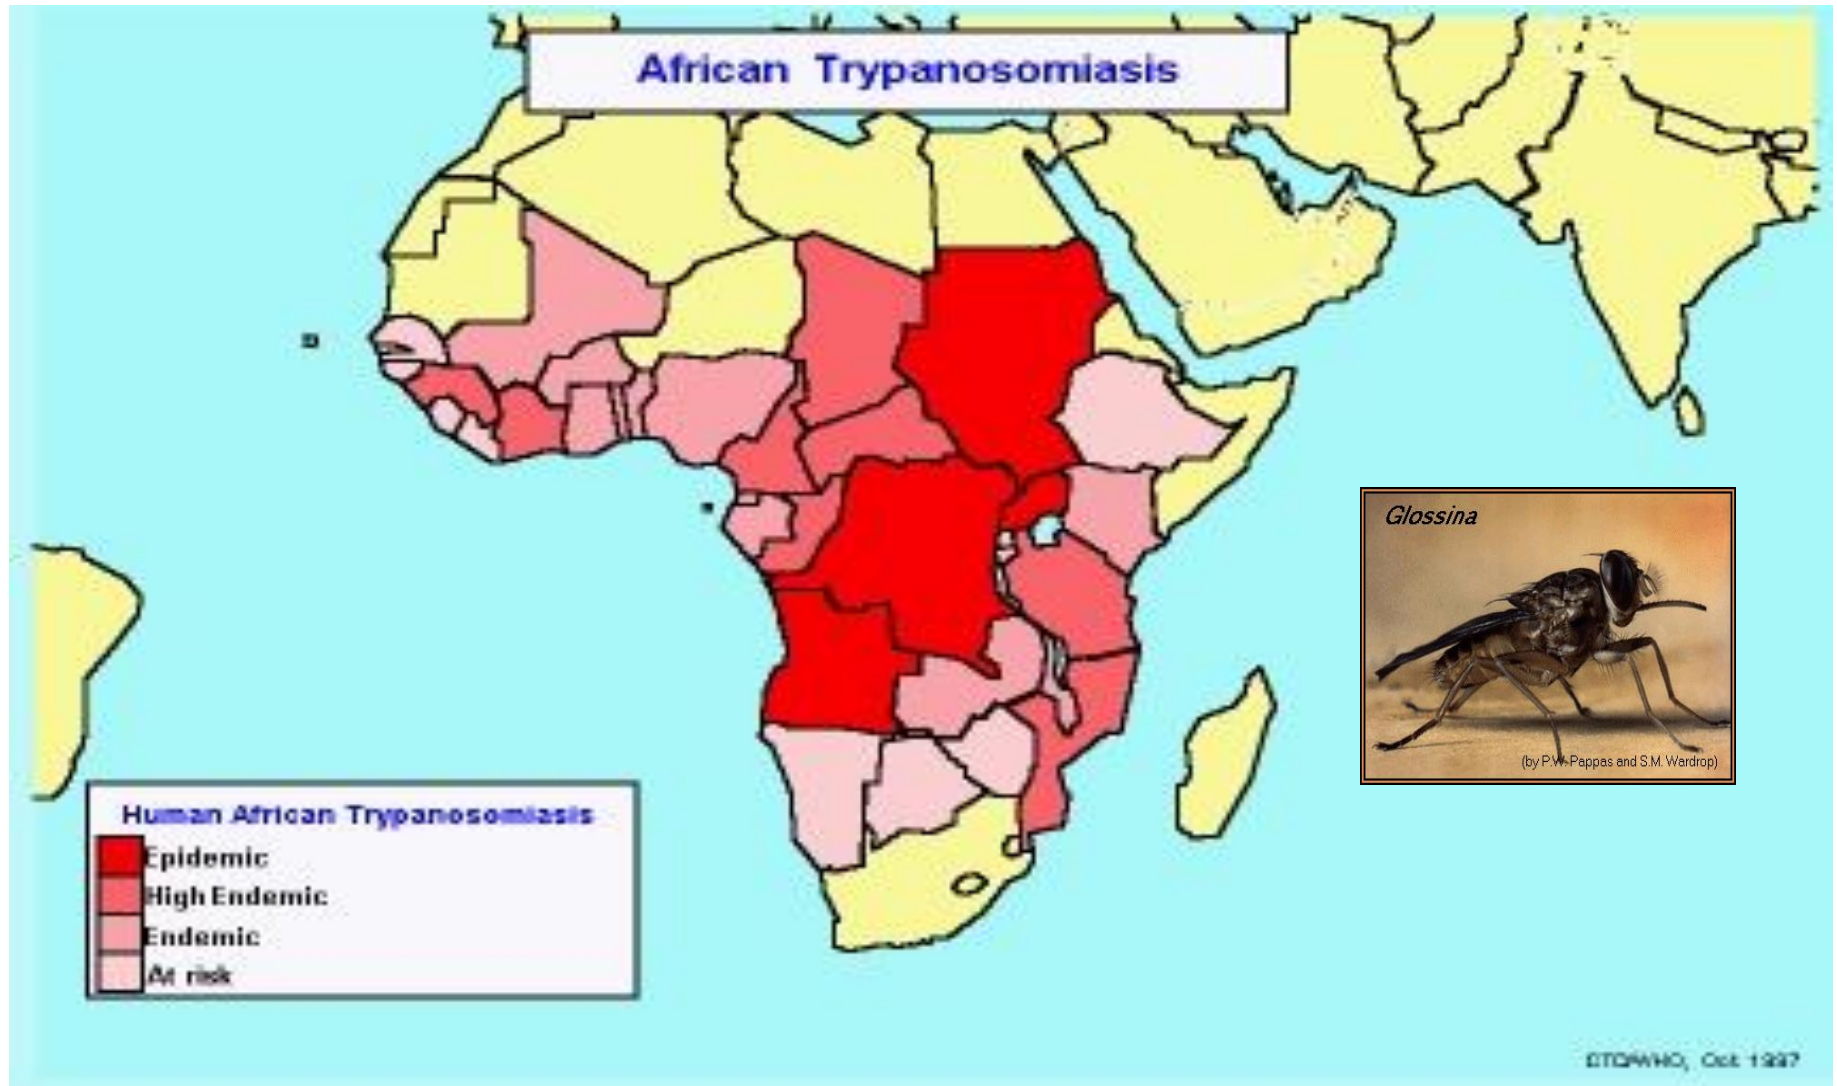 African Trypanosomiasis
Glossina
(by P.W. Pappas and S.M. Wardrop)
Human African Trypanosomiasis
Epidemic
High Endemic
Endemic
At risk
WHO, Oct 1997